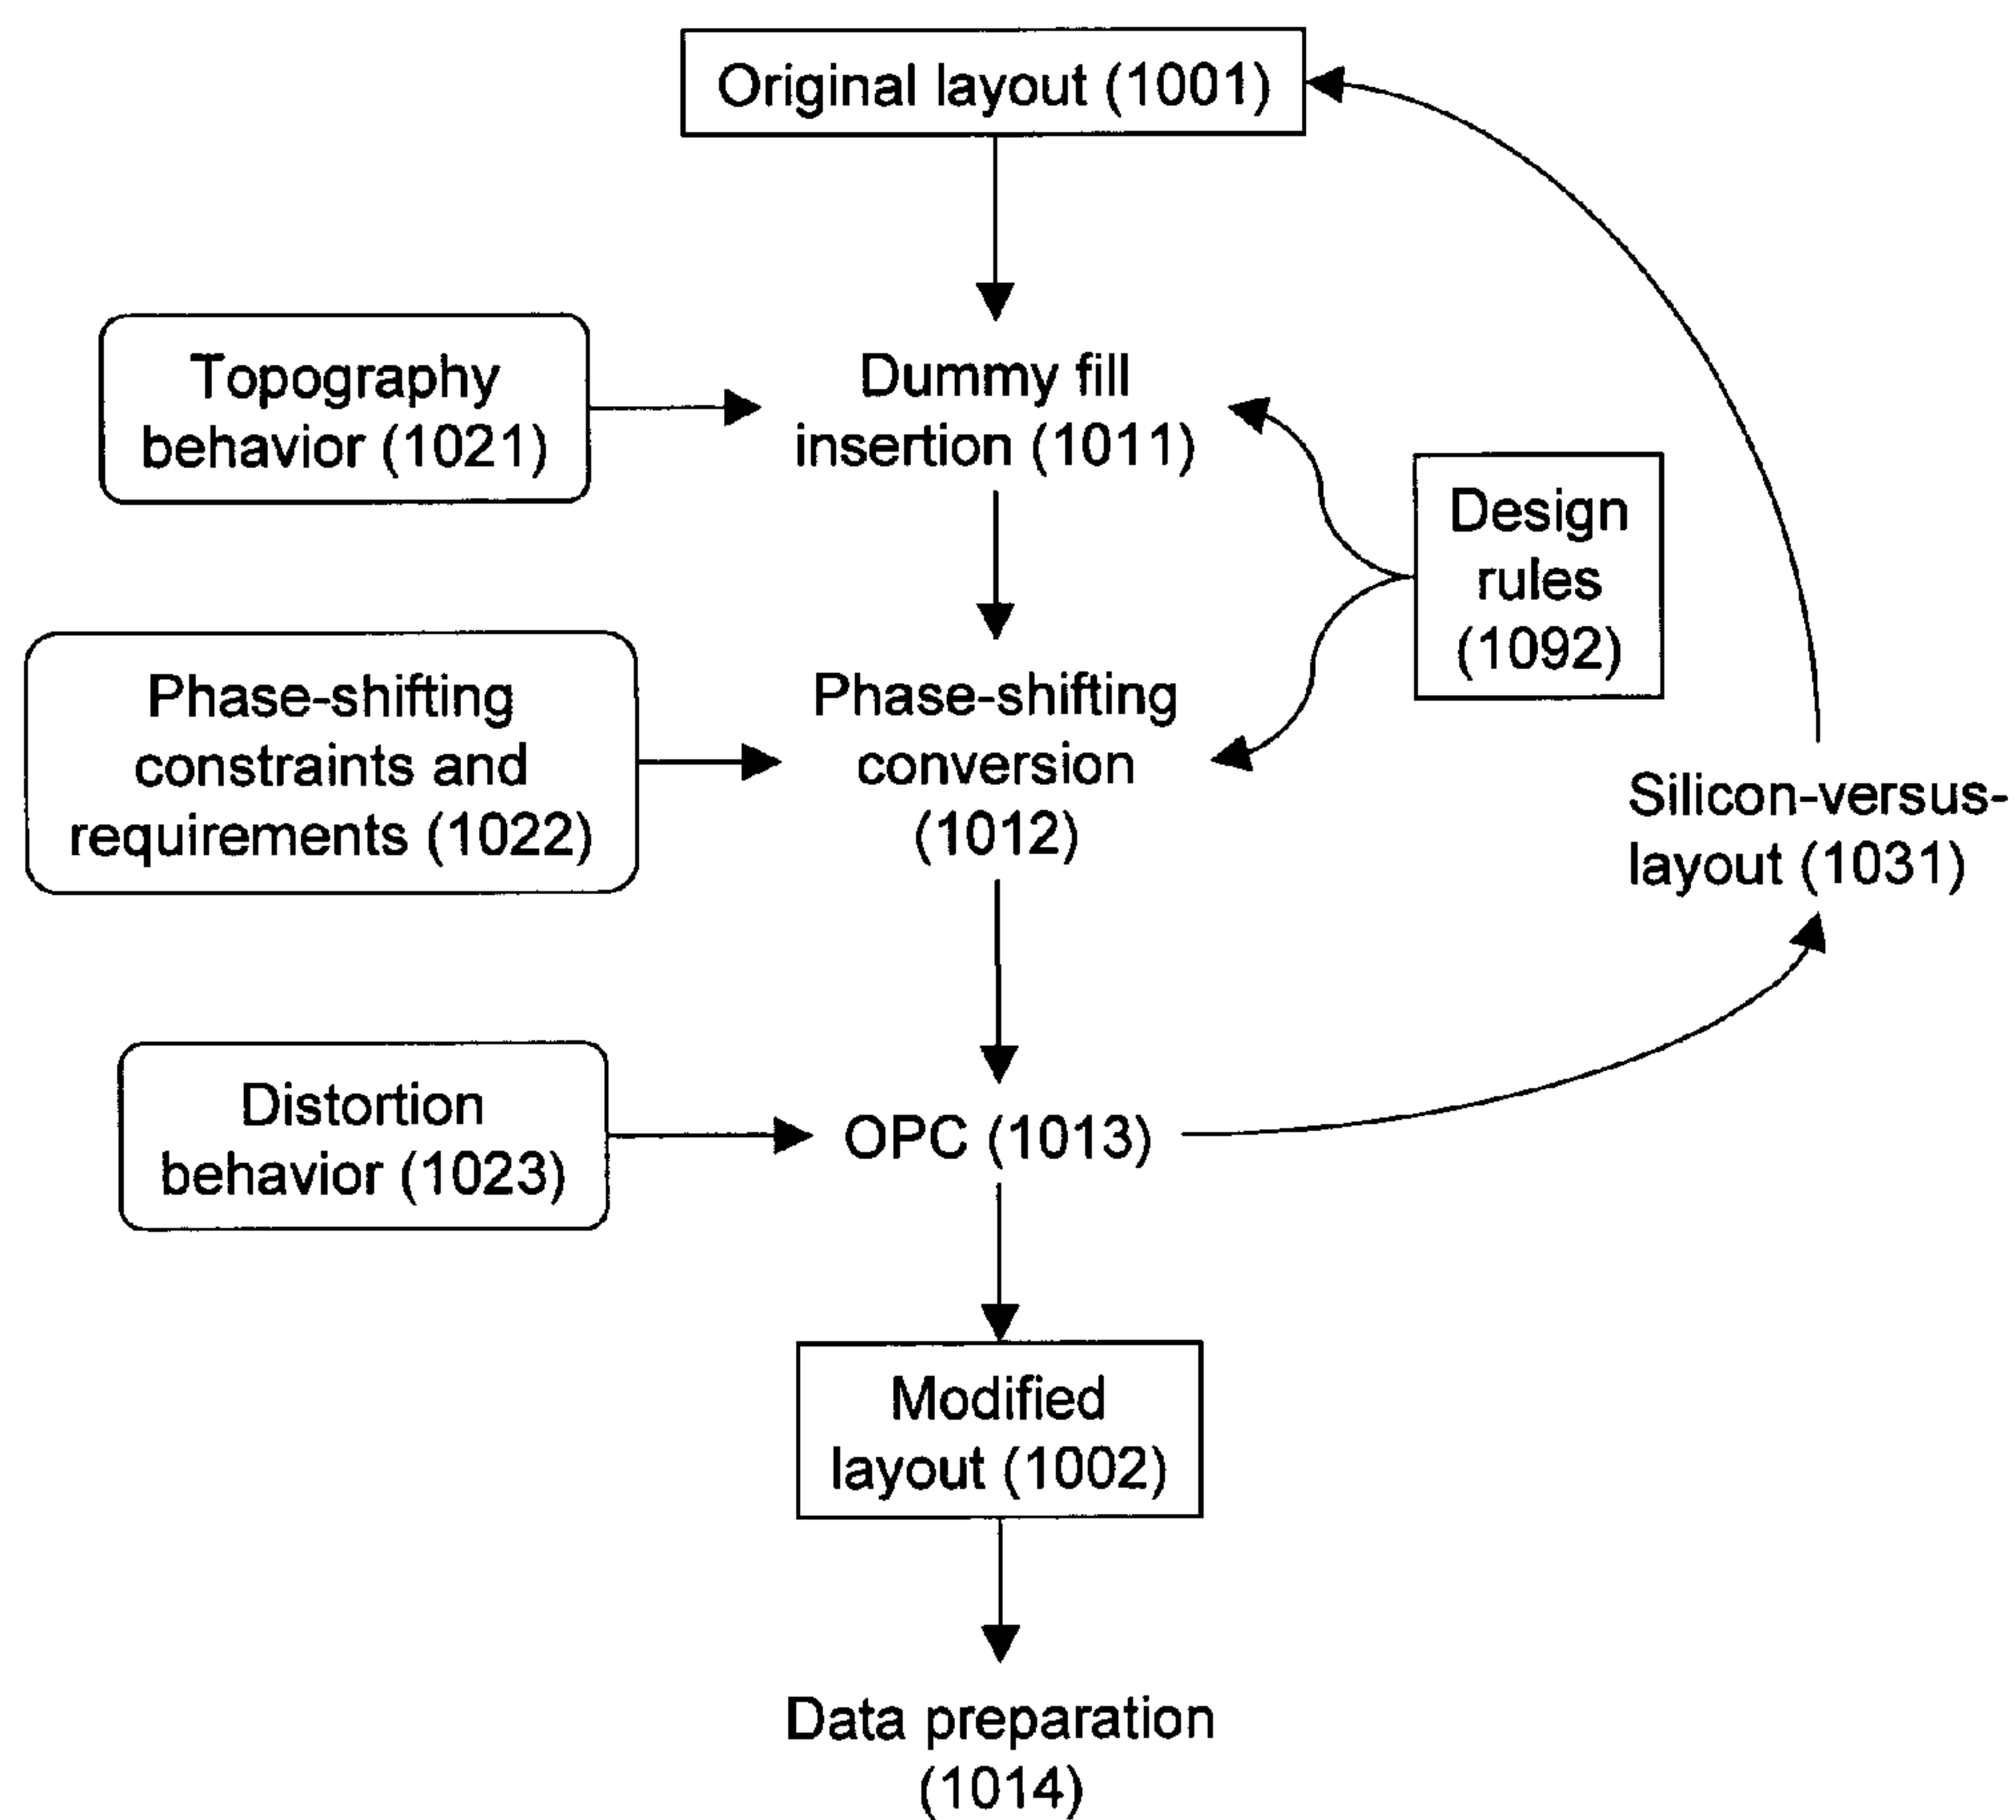 Original layout (1001)
Topography
behavior (1021)
Dummy fill
insertion (1011)
Design
rules
(1092)
Phase-shifting
constraints and
requirements (1022)
Phase-shifting
conversion
(1012)
Silicon-versus-
layout (1031)
Distortion
behavior (1023)
OPC (1013)
Modified
layout (1002)
Data preparation
(1014)